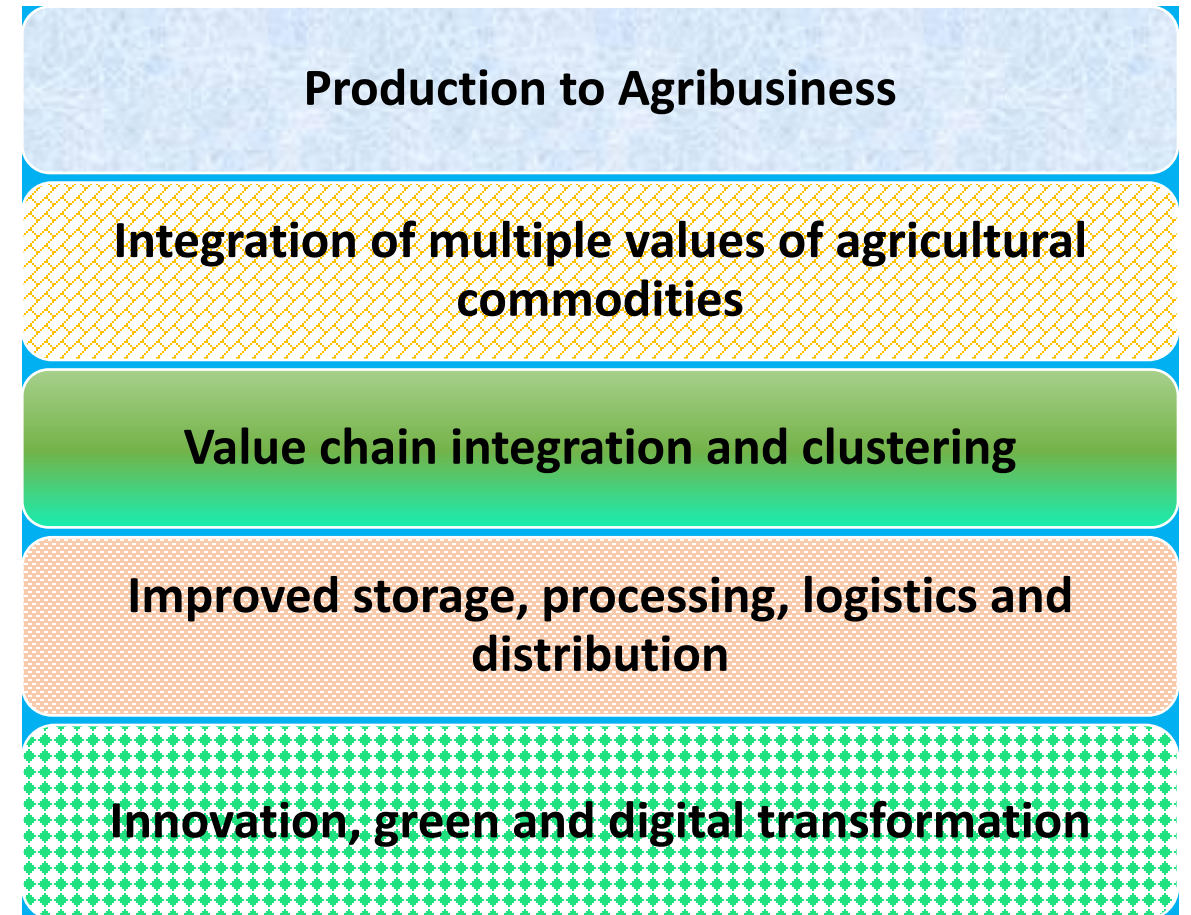 Production to Agribusiness
Integration of multiple values of agricultural
commodities
Value chain integration and clustering
Improved storage, processing, logistics and
distribution
Innovation, green and digital transformation